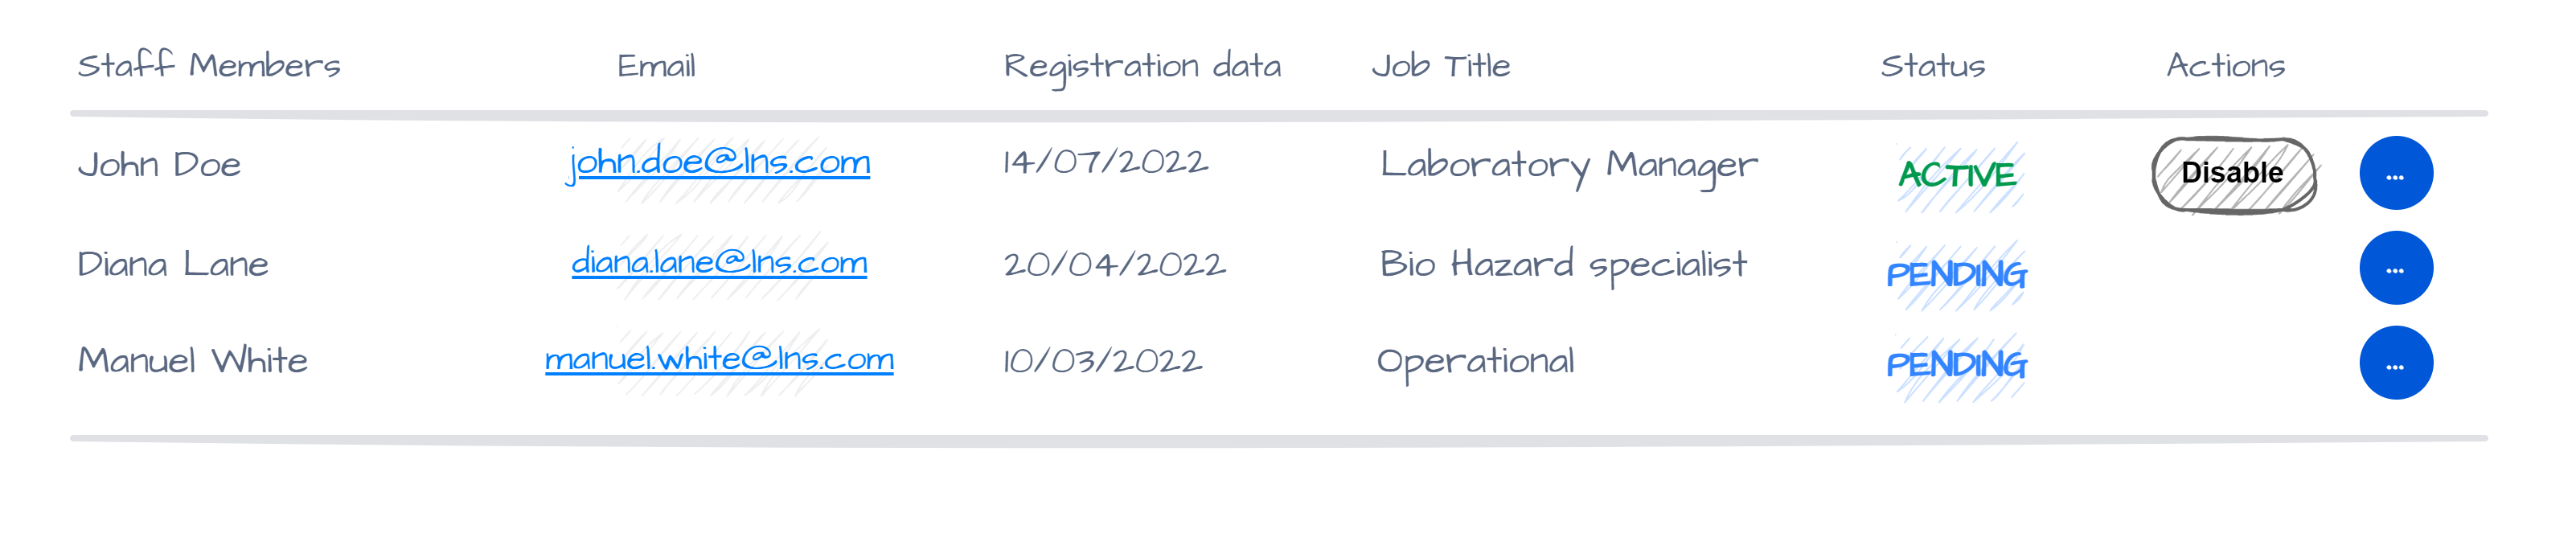 Staff Members Email Registration data Job Title Status Actions
John Doe john.doe@lns.com 14/07/2022 Laboratory Manager ACTIVE Disable ...
Diana Lane diana.lane@lns.com 20/04/2022 Bio Hazard specialist PENDING ...
Manuel White manuel.white@lns.com 10/03/2022 Operational PENDING ...